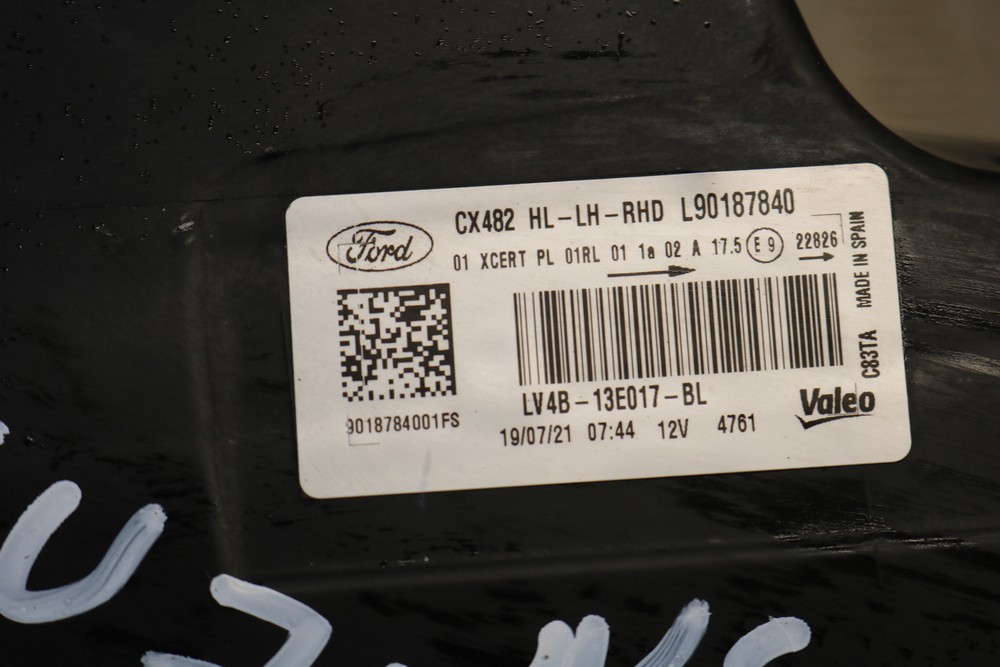 Ford
CX482 HL-LH-RHD L90187840
01 XCERT PL 01RL 01 1a 02 A 17.5 E9 22826
MADE IN SPAIN
C83TA
9018784001FS
LV4B-13E017-BL
19/07/21 07:44 12V 4761
Valeo